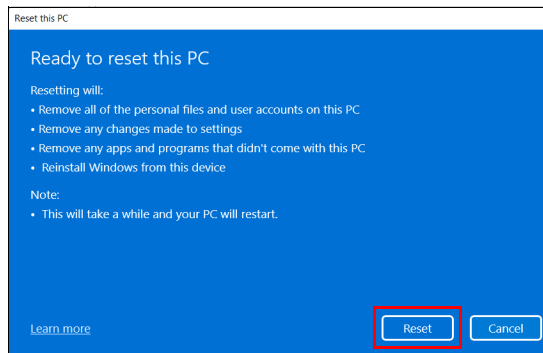 Reset this PC
Ready to reset this PC
Resetting will:
• Remove all of the personal files and user accounts on this PC
• Remove any changes made to settings
• Remove any apps and programs that didn't come with this PC
• Reinstall Windows from this device
Note:
• This will take a while and your PC will restart.
Learn more
Reset
Cancel